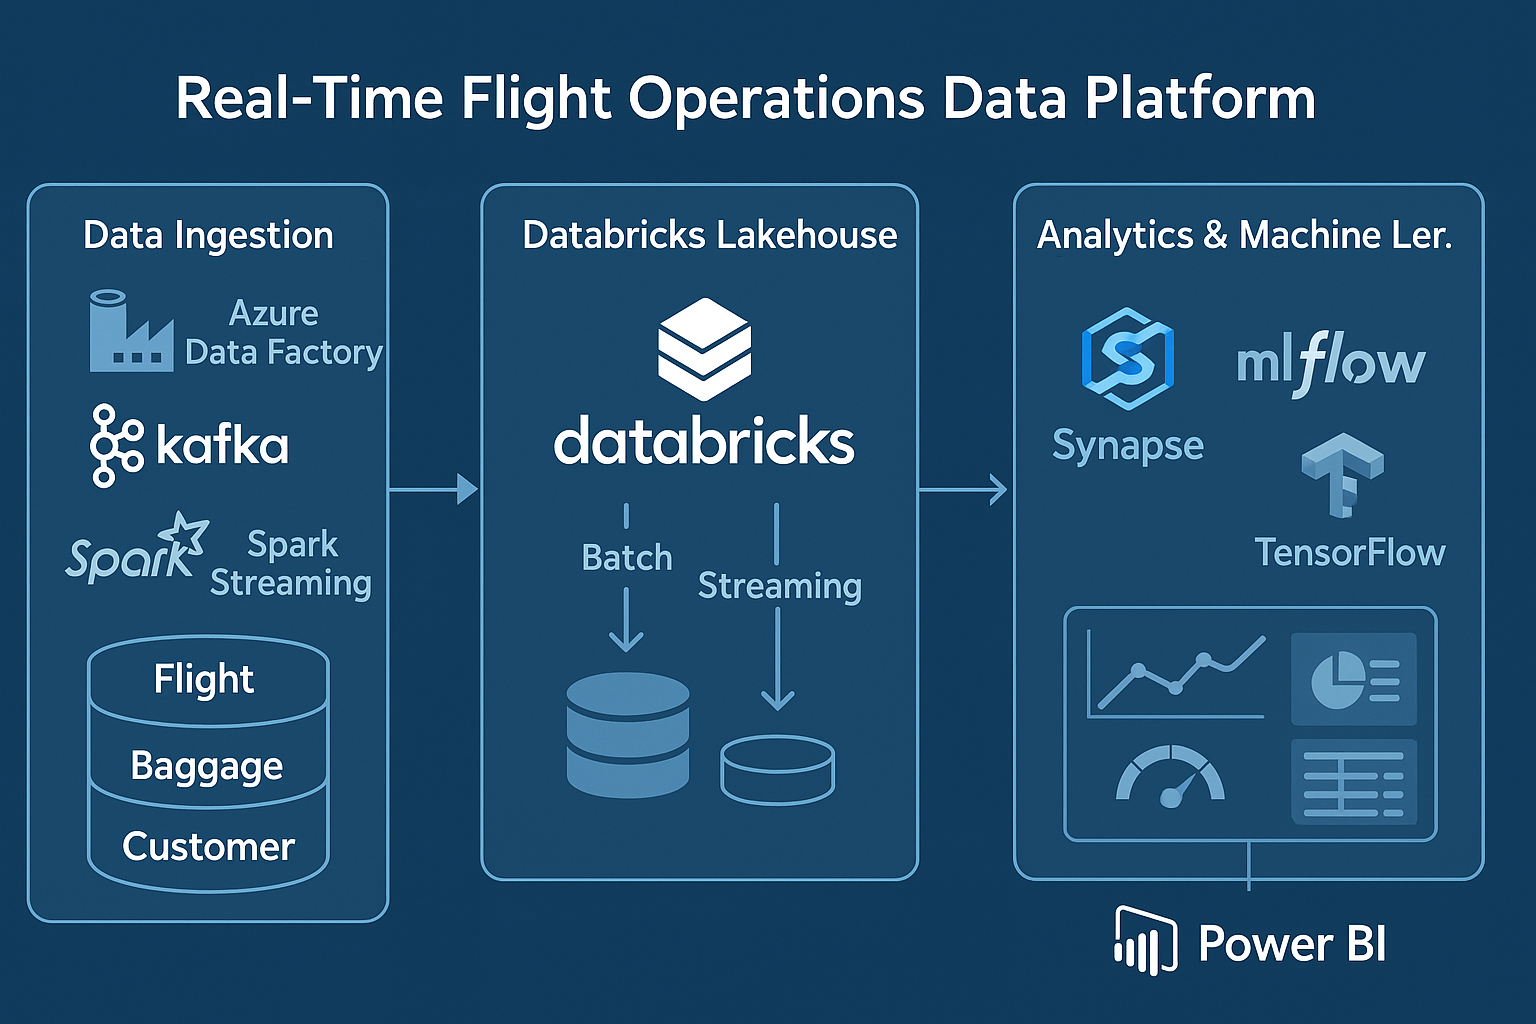 Real-Time Flight Operations Data Platform
Data Ingestion
Azure
Data Factory
kafka
Spark
Spark
Streaming
Flight
Baggage
Customer
Databricks Lakehouse
databricks
Batch
Streaming
Analytics & Machine Ler.
Synapse
mlflow
TensorFlow
Power BI